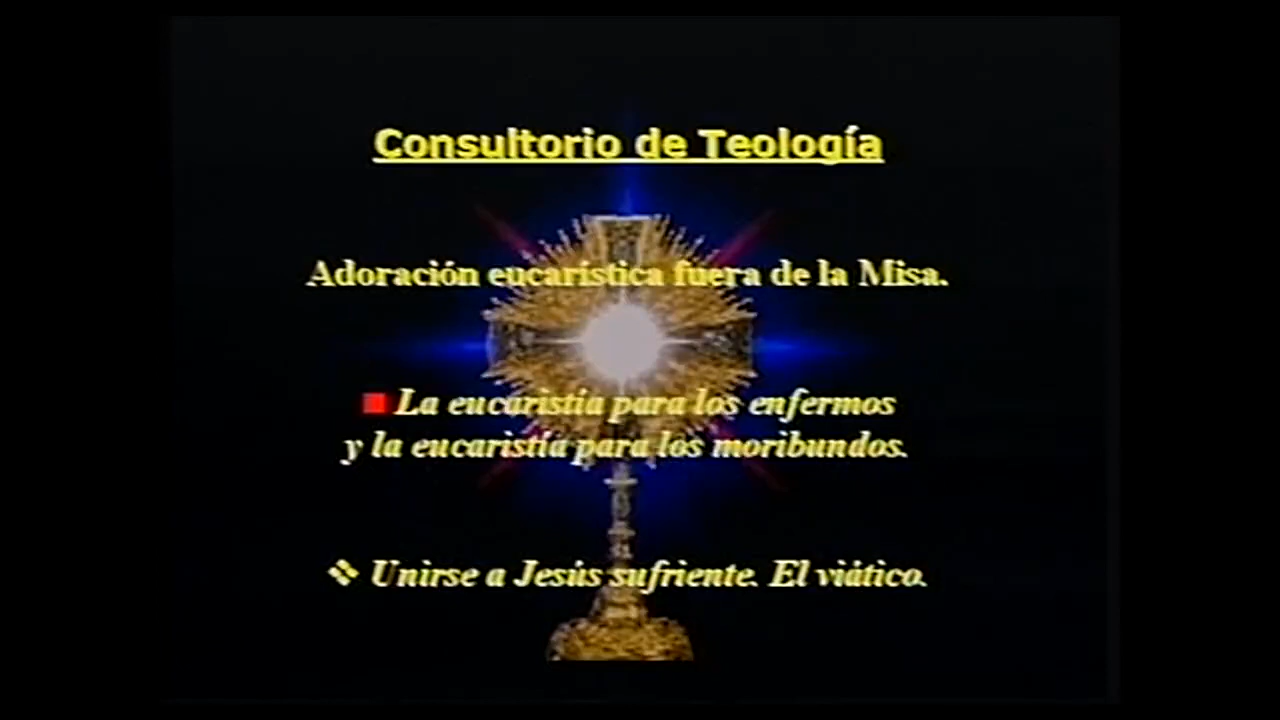 Consultorio de Teología
Adoración eucarística fuera de la Misa.
La eucaristía para los enfermos
y la eucaristía para los moribundos.
Unirse a Jesús sufriente. El viático.